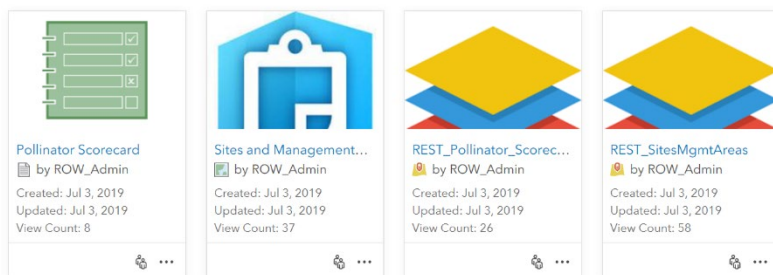 Pollinator Scorecard
by ROW_Admin
Created: Jul 3, 2019
Updated: Jul 3, 2019
View Count: 8
Sites and Management...
by ROW_Admin
Created: Jul 3, 2019
Updated: Jul 3, 2019
View Count: 37
REST_Pollinator_Scorec...
by ROW_Admin
Created: Jul 3, 2019
Updated: Jul 3, 2019
View Count: 26
REST_SitesMgmtAreas
by ROW_Admin
Created: Jul 3, 2019
Updated: Jul 3, 2019
View Count: 58